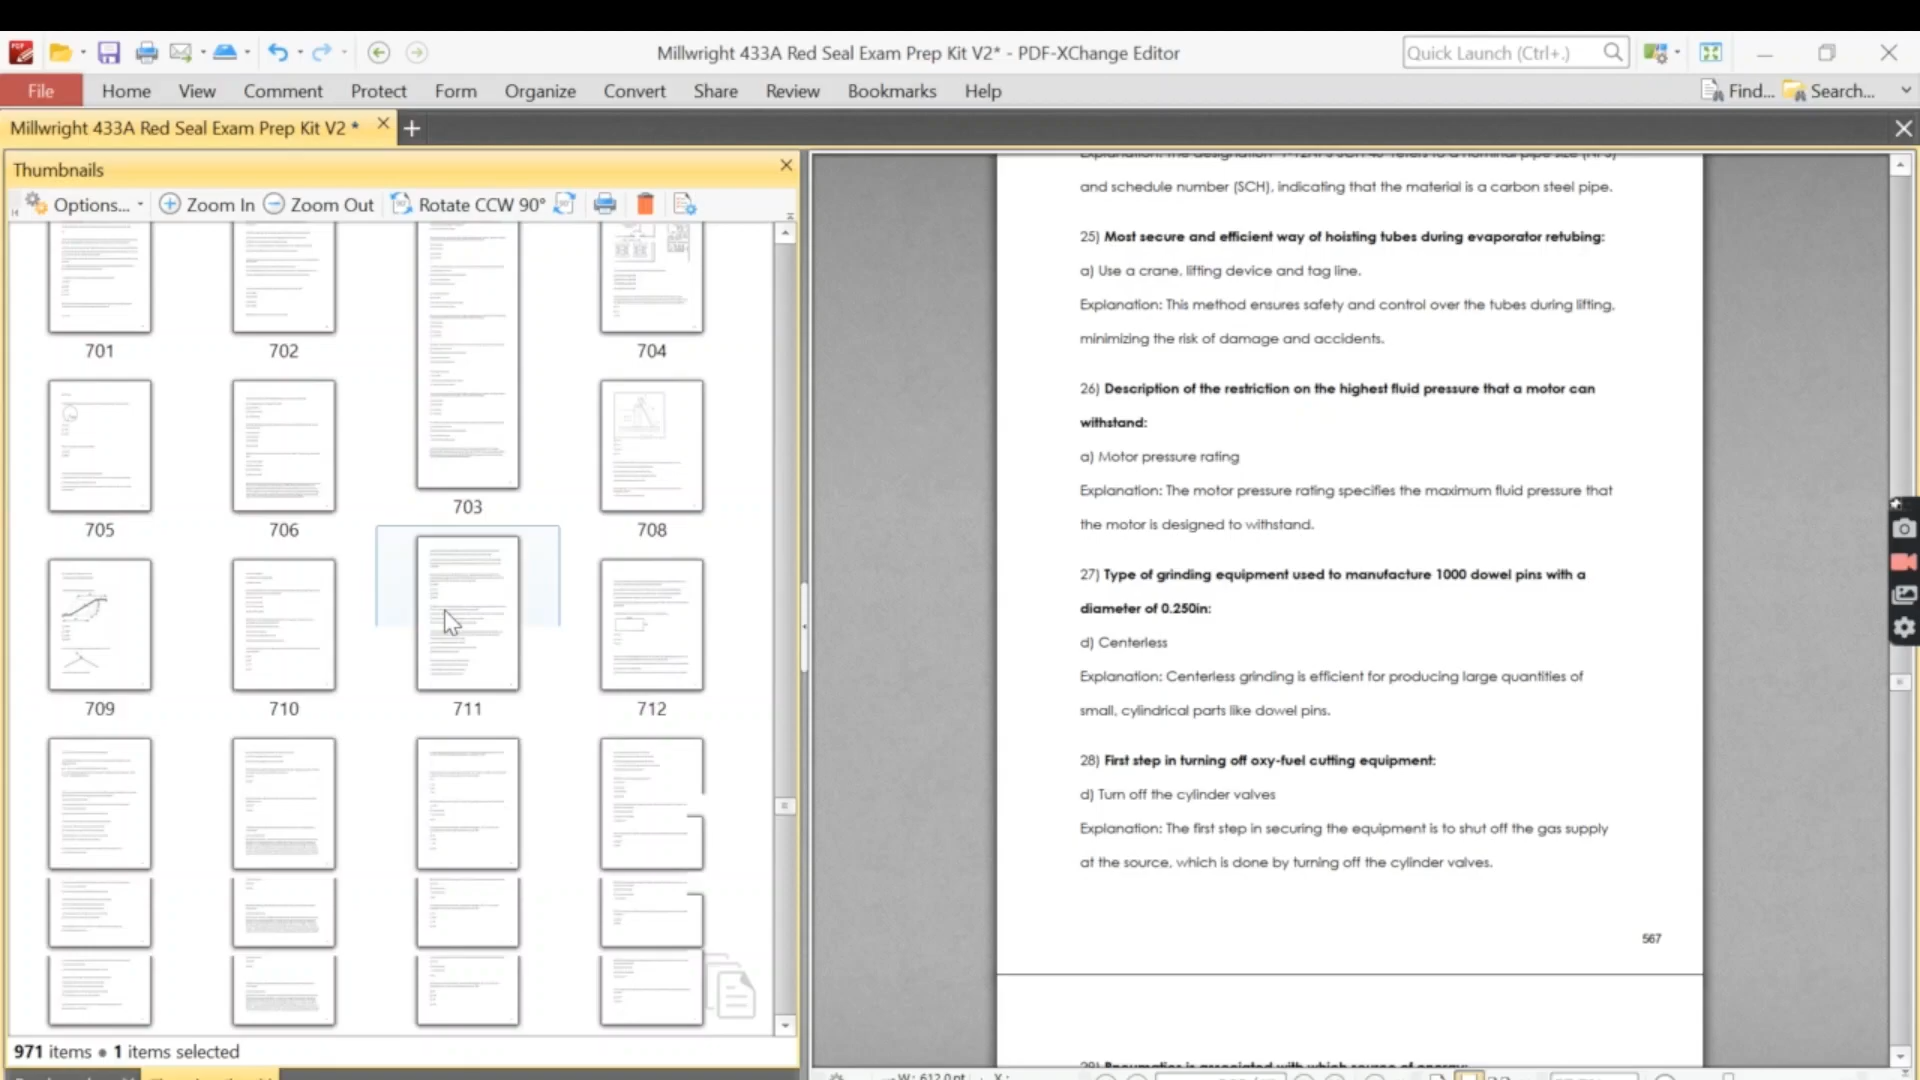 Millwright 433A Red Seal Exam Prep Kit V2* - PDF-XChange Editor
Quick Launch (Ctrl+.)
File Home View Comment Protect Form Organize Convert Share Review Bookmarks Help
Find... Search...
Millwright 433A Red Seal Exam Prep Kit V2 *
Thumbnails
Options... Zoom In Zoom Out Rotate CCW 90°
701 702 704
703
705 706 708
709 710 711 712
971 items • 1 items selected
and schedule number (SCH), indicating that the material is a carbon steel pipe.
25) Most secure and efficient way of hoisting tubes during evaporator retubing:
a) Use a crane, lifting device and tag line.
Explanation: This method ensures safety and control over the tubes during lifting,
minimizing the risk of damage and accidents.
26) Description of the restriction on the highest fluid pressure that a motor can
withstand:
a) Motor pressure rating
Explanation: The motor pressure rating specifies the maximum fluid pressure that
the motor is designed to withstand.
27) Type of grinding equipment used to manufacture 1000 dowel pins with a
diameter of 0.250in:
d) Centerless
Explanation: Centerless grinding is efficient for producing large quantities of
small, cylindrical parts like dowel pins.
28) First step in turning off oxy-fuel cutting equipment:
d) Turn off the cylinder valves
Explanation: The first step in securing the equipment is to shut off the gas supply
at the source, which is done by turning off the cylinder valves.
567
29) Pneumatics is associated with which source of energy: